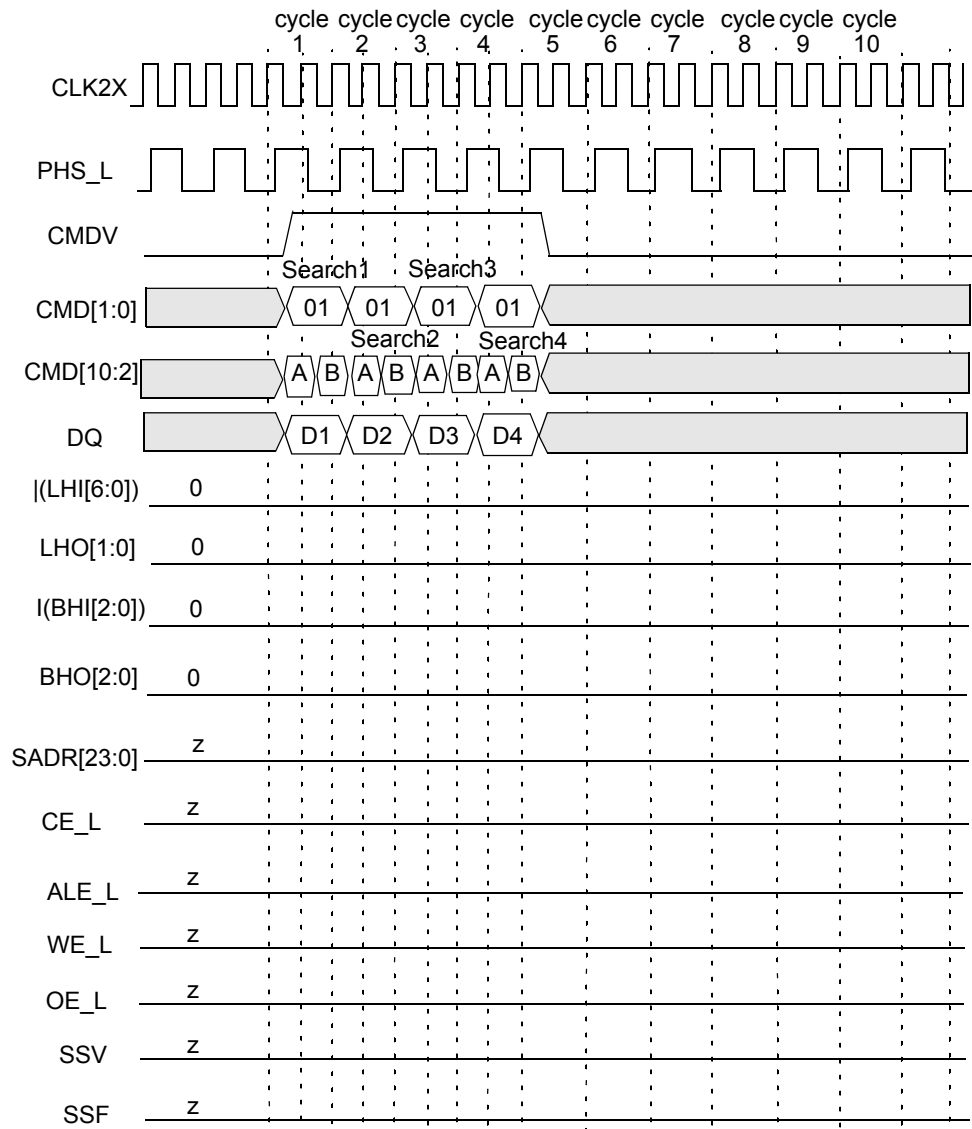 cycle cycle cycle cycle cycle cycle cycle cycle cycle cycle
1 2 3 4 5 6 7 8 9 10
CLK2X
PHS_L
CMDV
Search1 Search3
CMD[1:0] 01 01 01 01
Search2 Search4
CMD[10:2] A B A B A B A B
DQ D1 D2 D3 D4
|(LHI[6:0]) 0
LHO[1:0] 0
I(BHI[2:0]) 0
BHO[2:0] 0
SADR[23:0] z
CE_L z
ALE_L z
WE_L z
OE_L z
SSV z
SSF z